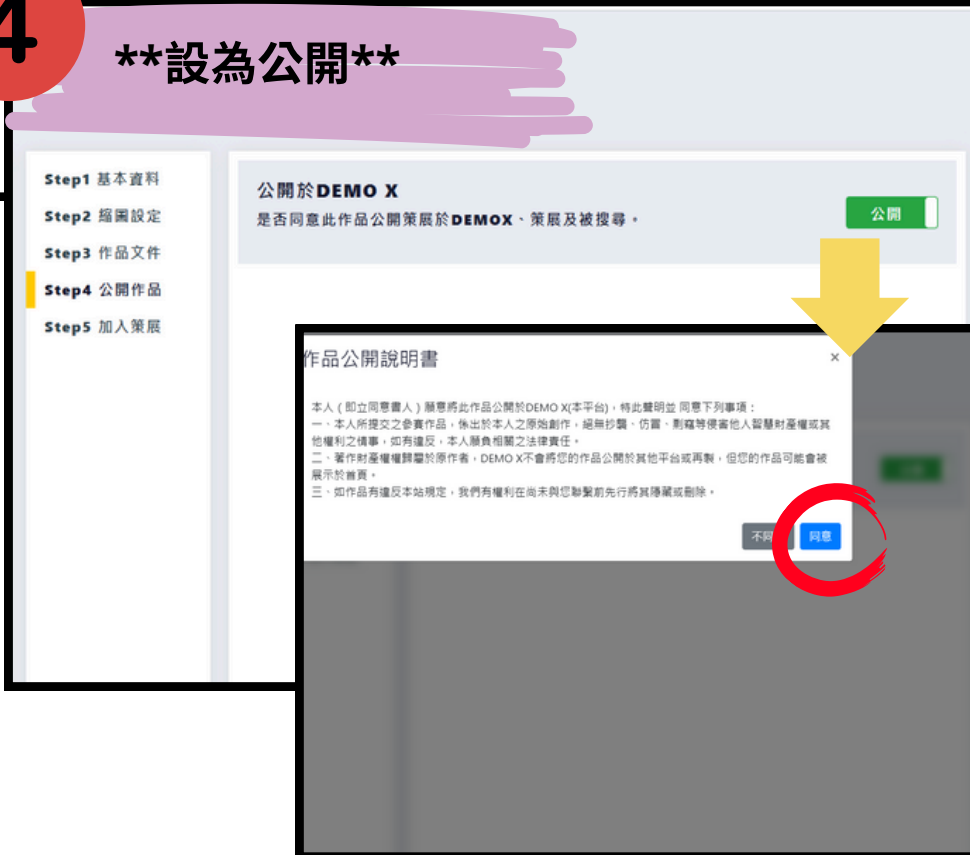 4
**設為公開**
Step1 基本資料
Step2 縮圖設定
Step3 作品文件
Step4 公開作品
Step5 加入策展
公開於DEMO X
是否同意此作品公開策展於DEMOX、策展及被搜尋。
公開
作品公開說明書
×
本人(即立同意書人)願意將此作品公開於DEMO X(本平台),特此聲明並 同意下列事項:
一、本人所提交之參賽作品,係出於本人之原始創作,絕無抄襲、仿冒、剽竊等侵害他人智慧財產權或其
他權利之情事,如有違反,本人願負相關之法律責任。
二、著作財產權權歸屬於原作者,DEMO X不會將您的作品公開於其他平台或再製,但您的作品可能會被
展示於首頁。
三、如作品有違反本站規定,我們有權利在尚未與您聯繫前先行將其隱藏或刪除。
不同
同意